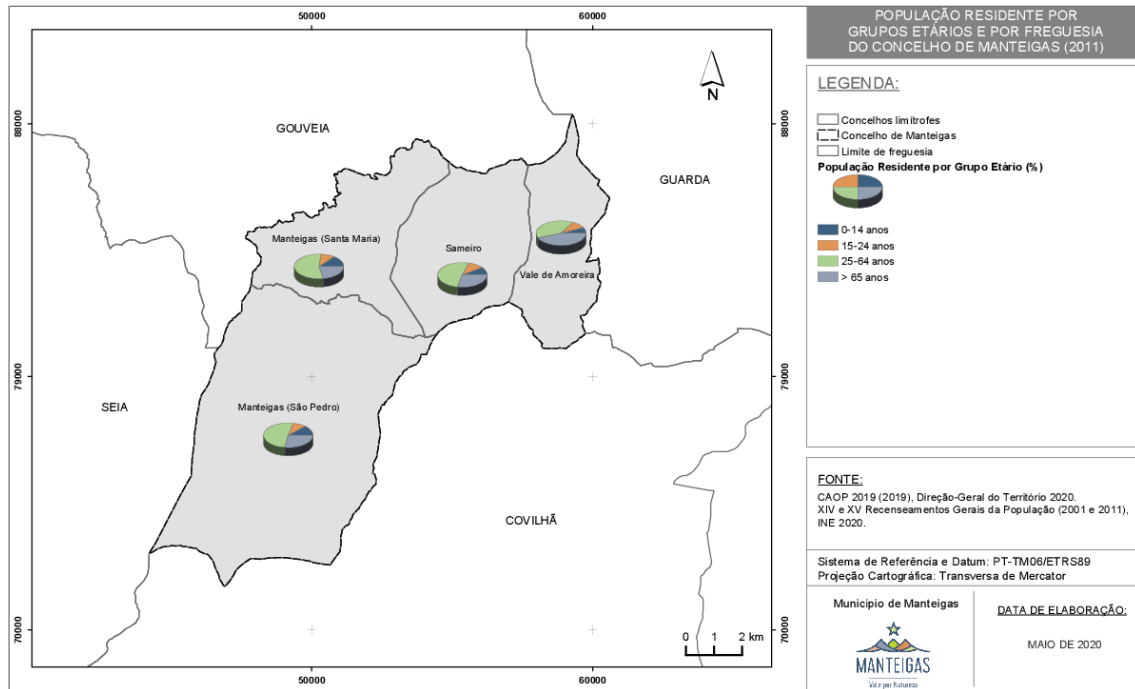 50000
60000
88000
88000
N
GOUVEIA
GUARDA
Manteigas (Santa Maria)
Sameiro
Vale de Amoreira
79000
79000
SEIA
Manteigas (São Pedro)
COVILHÃ
70000
70000
0 1 2 km
50000
60000
POPULAÇÃO RESIDENTE POR
GRUPOS ETÁRIOS E POR FREGUESIA
DO CONCELHO DE MANTEIGAS (2011)
LEGENDA:
Concelhos limítrofes
Concelho de Manteigas
Limite de freguesia
População Residente por Grupo Etário (%)
0-14 anos
15-24 anos
25-64 anos
> 65 anos
FONTE:
CAOP 2019 (2019), Direção-Geral do Território 2020.
XIV e XV Recenseamentos Gerais da População (2001 e 2011),
INE 2020.
Sistema de Referência e Datum: PT-TM06/ETRS89
Projeção Cartográfica: Transversa de Mercator
Município de Manteigas
MANTEIGAS
Vale por Natureza
DATA DE ELABORAÇÃO:
MAIO DE 2020